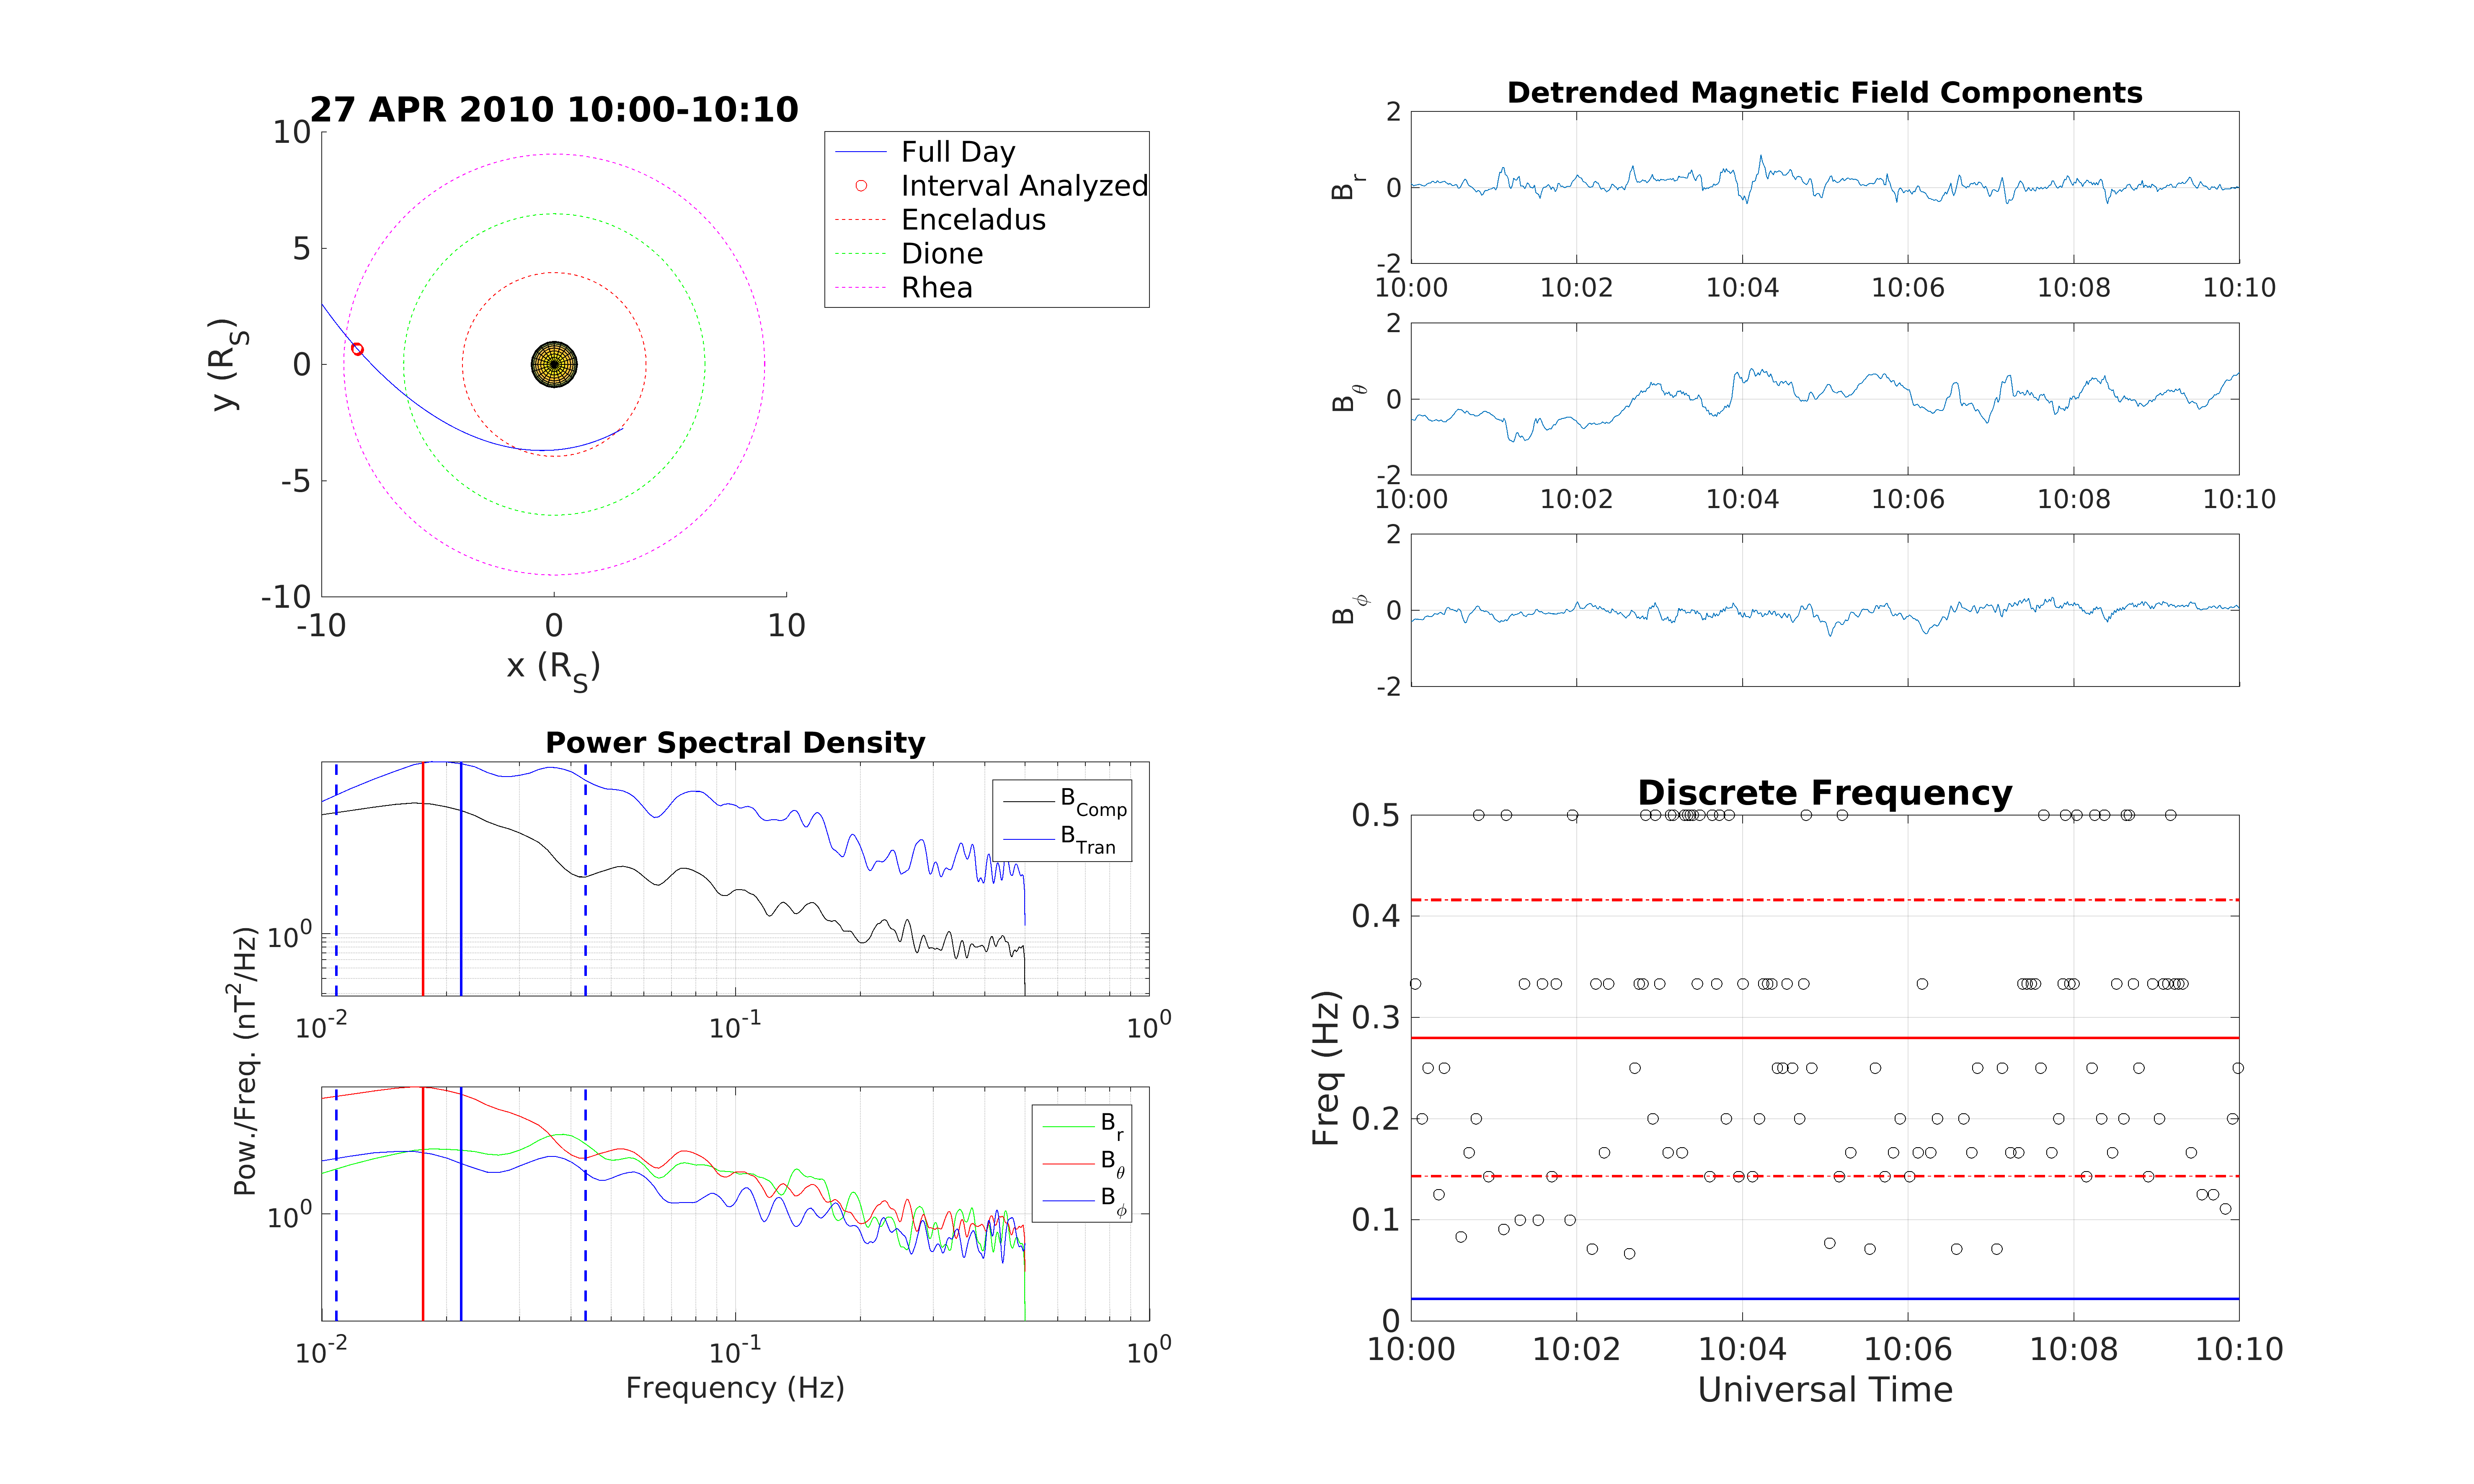 27 APR 2010 10:00-10:10
10
5
0
-5
-10
-10 0 10
y (R_S)
x (R_S)
Full Day
Interval Analyzed
Enceladus
Dione
Rhea
Detrended Magnetic Field Components
2
0
-2
B_r
10:00 10:02 10:04 10:06 10:08 10:10
2
0
-2
B_θ
10:00 10:02 10:04 10:06 10:08 10:10
2
0
-2
B_ϕ
Power Spectral Density
10^0
B_Comp
B_Tran
10^-2 10^-1 10^0
Pow./Freq. (nT^2/Hz)
10^0
B_r
B_θ
B_ϕ
10^-2 10^-1 10^0
Frequency (Hz)
Discrete Frequency
0.5
0.4
0.3
0.2
0.1
0
Freq (Hz)
10:00 10:02 10:04 10:06 10:08 10:10
Universal Time